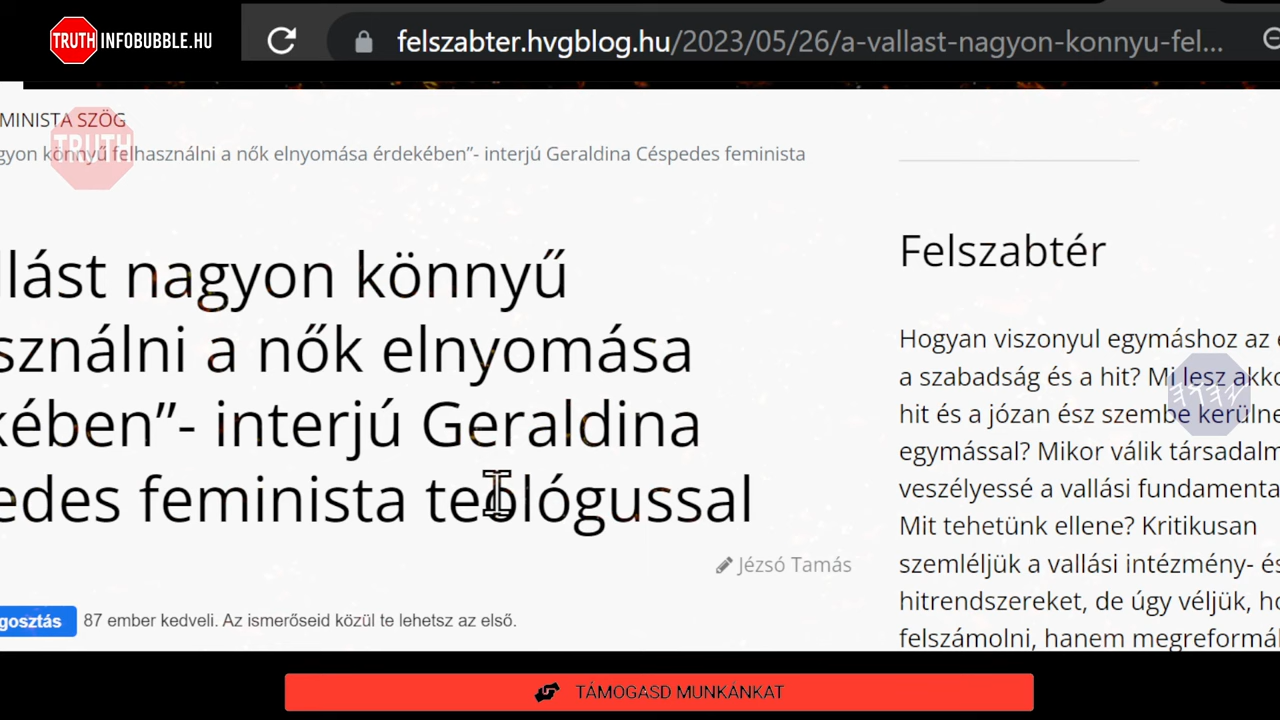 TRUTH INFOBUBBLE.HU
felszabter.hvgblog.hu/2023/05/26/a-vallast-nagyon-konnyu-fel...
MINISTA SZÖG
TRUTH
gyon könnyű felhasználni a nők elnyomása érdekében”- interjú Geraldina Céspedes feminista
llást nagyon könnyű
sználni a nők elnyomása
kében”- interjú Geraldina
edes feminista teológussal
Jézsó Tamás
gosztás 87 ember kedveli. Az ismerőseid közül te lehetsz az első.
Felszabtér
Hogyan viszonyul egymáshoz az é
a szabadság és a hit? Mi lesz akko
hit és a józan ész szembe kerülne
egymással? Mikor válik társadalm
veszélyessé a vallási fundamenta
Mit tehetünk ellene? Kritikusan
szemléljük a vallási intézmény- és
hitrendszereket, de úgy véljük, ho
felszámolni, hanem megreformál
TÁMOGASD MUNKÁNKAT